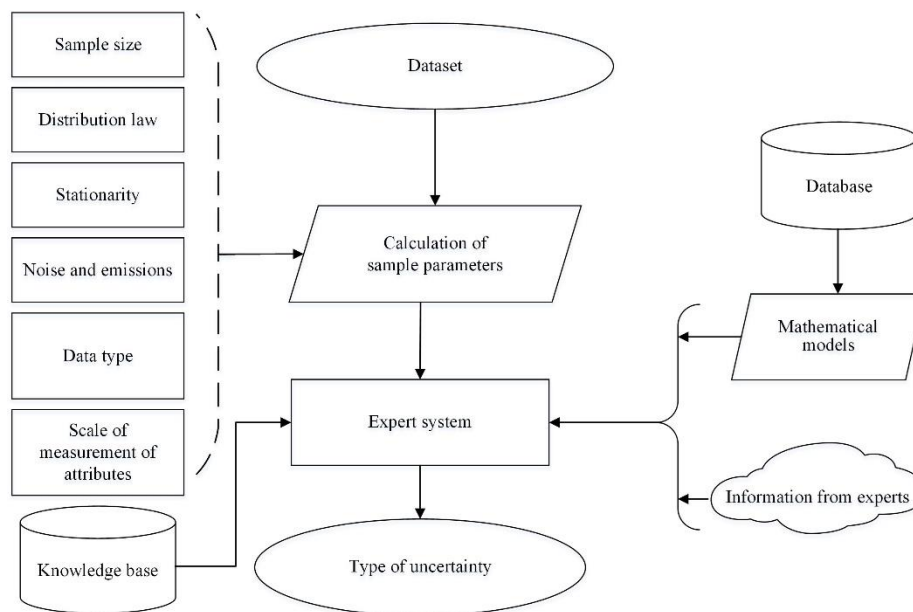 Sample size
Distribution law
Stationarity
Noise and emissions
Data type
Scale of
measurement of
attributes
Knowledge base
Dataset
Calculation of
sample parameters
Expert system
Type of uncertainty
Database
Mathematical
models
Information from experts